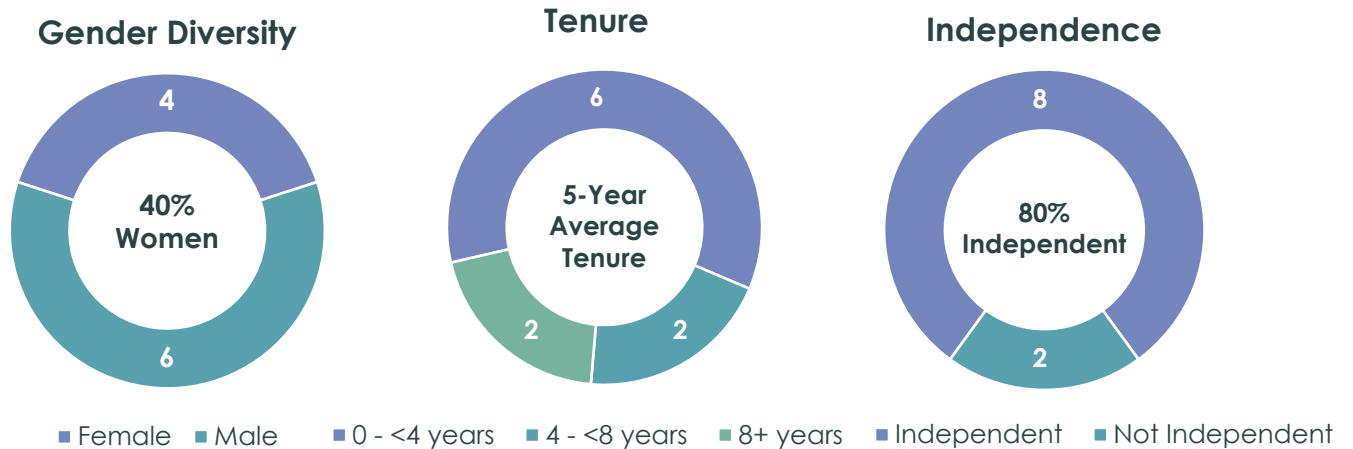 Gender Diversity
4
40%
Women
6
Female
Male
Tenure
6
5-Year
Average
Tenure
2
2
0 - <4 years
4 - <8 years
8+ years
Independence
8
80%
Independent
2
Independent
Not Independent